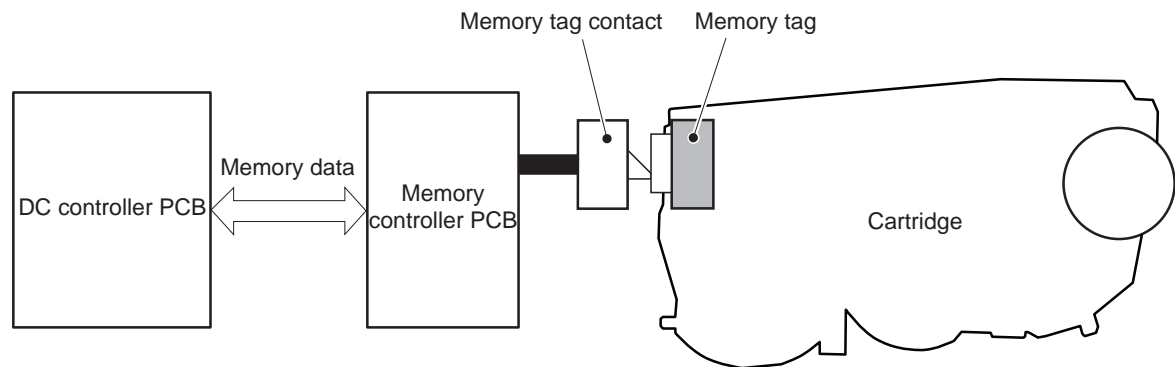 Memory tag contact
Memory tag
Memory data
DC controller PCB
Memory
controller PCB
Cartridge